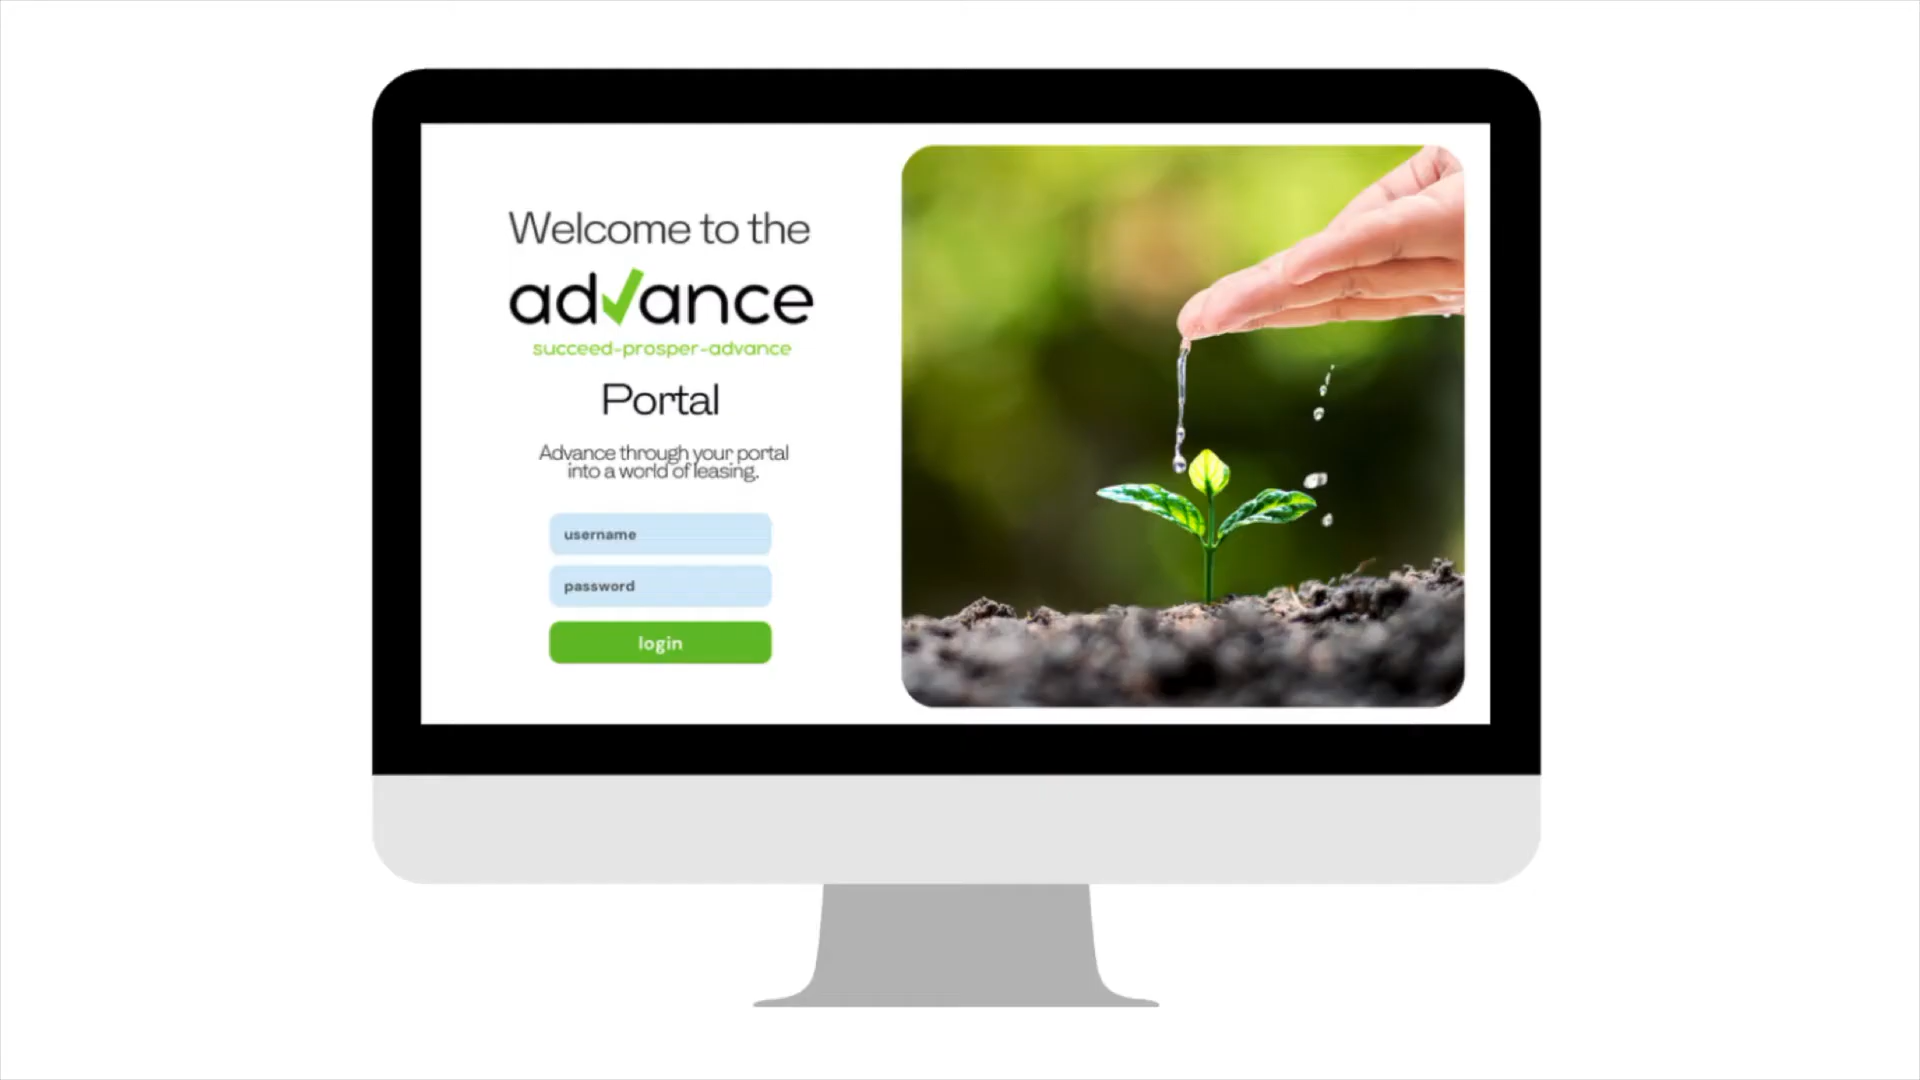 Welcome to the
advance
succeed-prosper-advance
Portal
Advance through your portal
into a world of leasing.
username
password
login